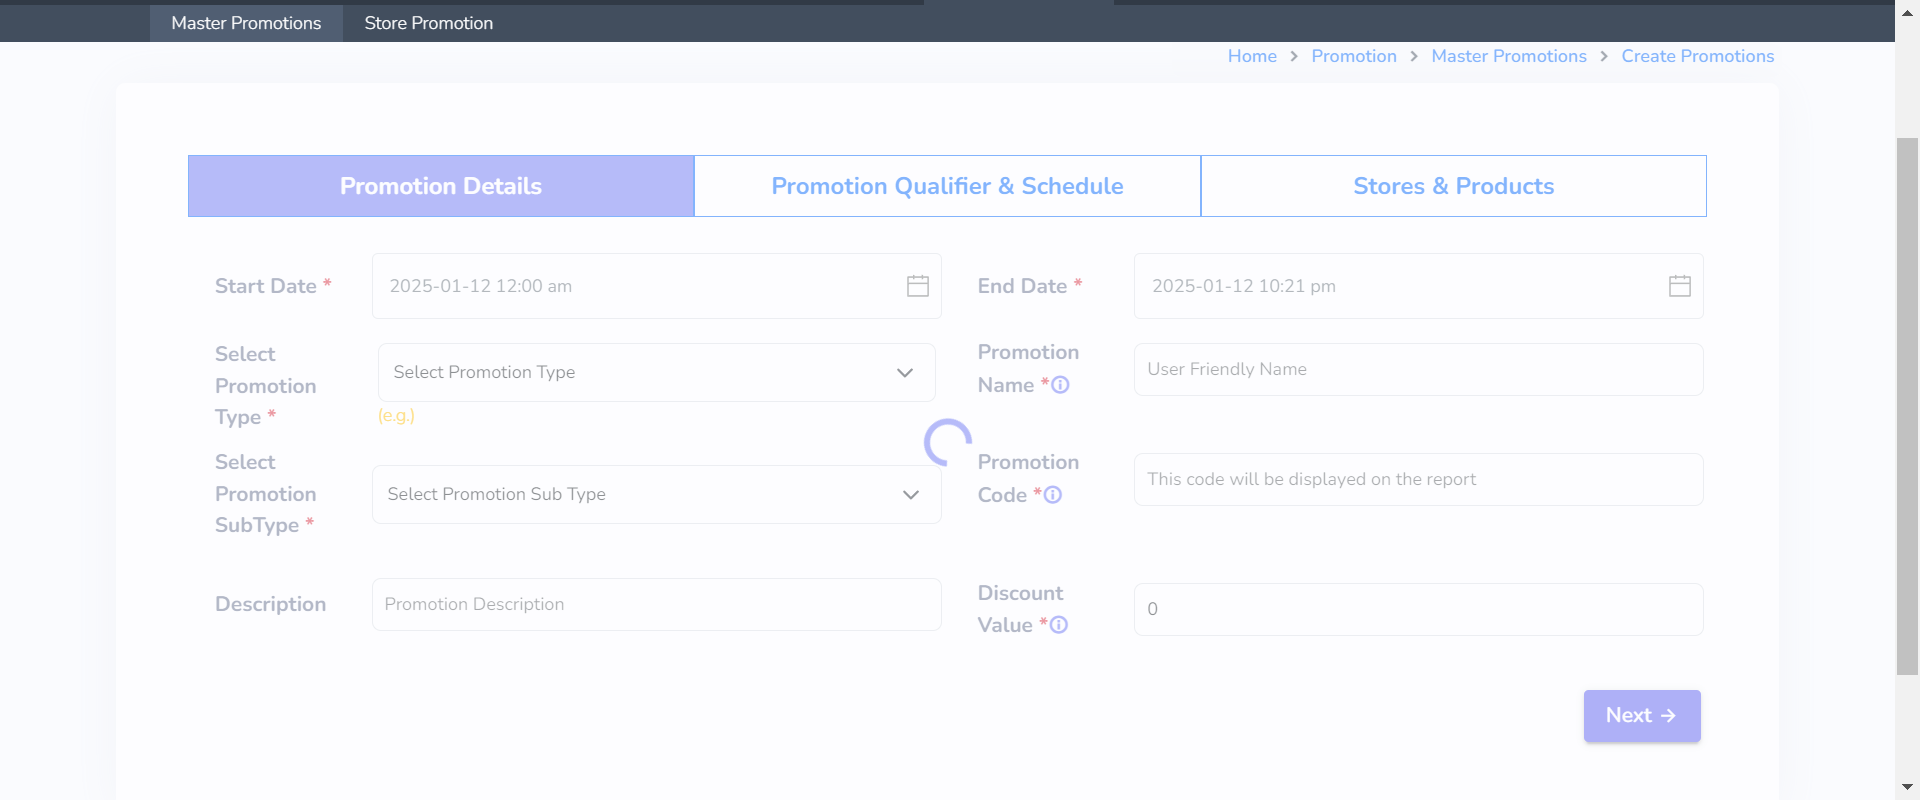 Master Promotions
Store Promotion
Home > Promotion > Master Promotions > Create Promotions
Promotion Details
Promotion Qualifier & Schedule
Stores & Products
Start Date *
2025-01-12 12:00 am
End Date *
2025-01-12 10:21 pm
Select
Promotion
Type *
Select Promotion Type
(e.g.)
Promotion
Name *
User Friendly Name
Select
Promotion
SubType *
Select Promotion Sub Type
Promotion
Code *
This code will be displayed on the report
Description
Promotion Description
Discount
Value *
0
Next →